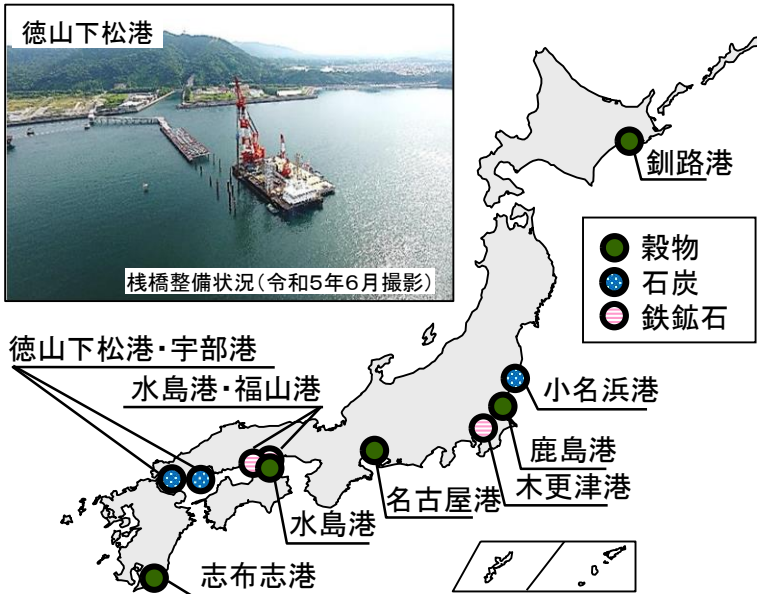 徳山下松港
桟橋整備状況(令和5年6月撮影)
釧路港
穀物
石炭
鉄鉱石
徳山下松港・宇部港
水島港・福山港
小名浜港
鹿島港
木更津港
名古屋港
水島港
志布志港